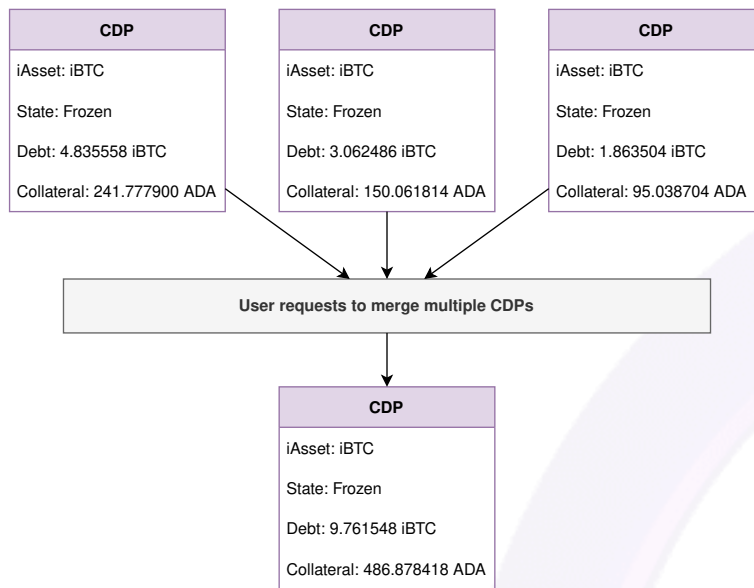 CDP
iAsset: iBTC
State: Frozen
Debt: 4.835558 iBTC
Collateral: 241.777900 ADA
CDP
iAsset: iBTC
State: Frozen
Debt: 3.062486 iBTC
Collateral: 150.061814 ADA
CDP
iAsset: iBTC
State: Frozen
Debt: 1.863504 iBTC
Collateral: 95.038704 ADA
User requests to merge multiple CDPs
CDP
iAsset: iBTC
State: Frozen
Debt: 9.761548 iBTC
Collateral: 486.878418 ADA